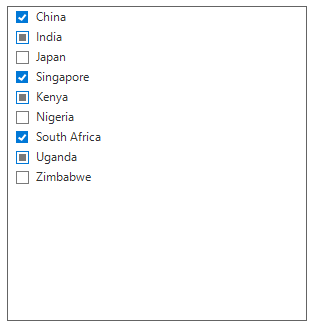 China
India
Japan
Singapore
Kenya
Nigeria
South Africa
Uganda
Zimbabwe